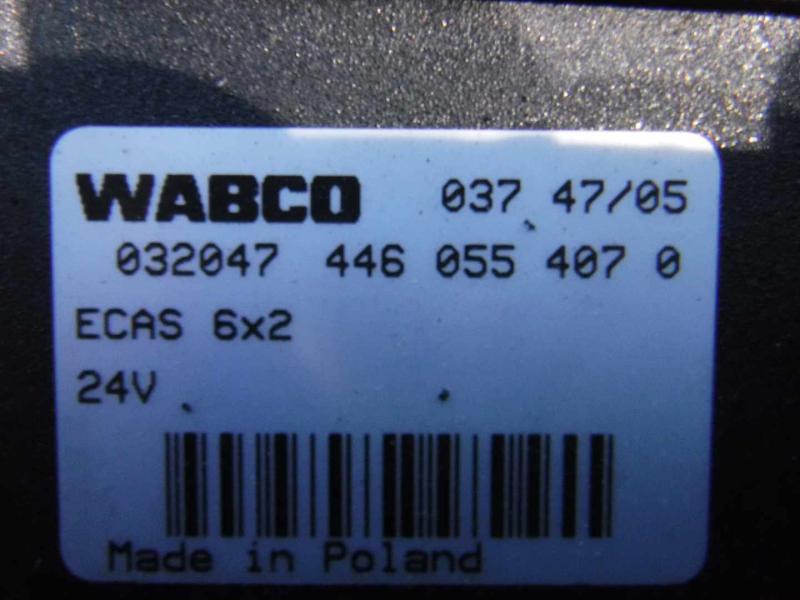 WABCO 037 47/05
032047 446 055 407 0
ECAS 6x2
24V
Made in Poland